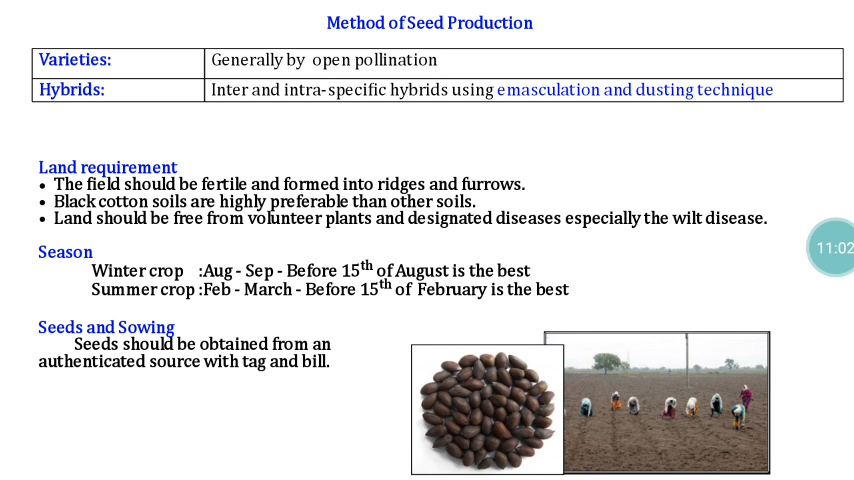 Method of Seed Production
Varieties: Generally by open pollination
Hybrids: Inter and intra-specific hybrids using emasculation and dusting technique
Land requirement
• The field should be fertile and formed into ridges and furrows.
• Black cotton soils are highly preferable than other soils.
• Land should be free from volunteer plants and designated diseases especially the wilt disease.
11:02
Season
Winter crop :Aug - Sep - Before 15th of August is the best
Summer crop :Feb - March - Before 15th of February is the best
Seeds and Sowing
Seeds should be obtained from an
authenticated source with tag and bill.